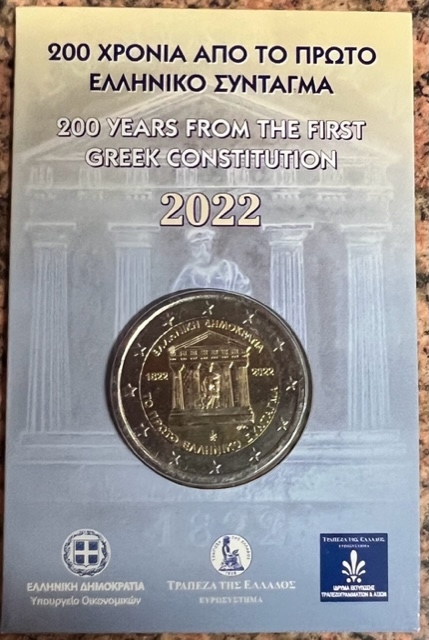 200 ΧΡΟΝΙΑ ΑΠΟ ΤΟ ΠΡΩΤΟ
ΕΛΛΗΝΙΚΟ ΣΥΝΤΑΓΜΑ
200 YEARS FROM THE FIRST
GREEK CONSTITUTION
2022
ΕΛΛΗΝΙΚΗ ΔΗΜΟΚΡΑΤΙΑ
1822 2022
ΤΟ ΠΡΩΤΟ ΕΛΛΗΝΙΚΟ ΣΥΝΤΑΓΜΑ
1822
ΕΛΛΗΝΙΚΗ ΔΗΜΟΚΡΑΤΙΑ
Υπουργείο Οικονομικών
ΤΡΑΠΕΖΑ ΤΗΣ ΕΛΛΑΔΟΣ
ΕΥΡΩΣΥΣΤΗΜΑ
ΤΡΑΠΕΖΑ ΤΗΣ ΕΛΛΑΔΟΣ
ΕΥΡΩΣΥΣΤΗΜΑ
ΙΔΡΥΜΑ ΕΚΤΥΠΩΣΗΣ
ΤΡΑΠΕΖΟΓΡΑΜΜΑΤΙΩΝ & ΑΞΙΩΝ